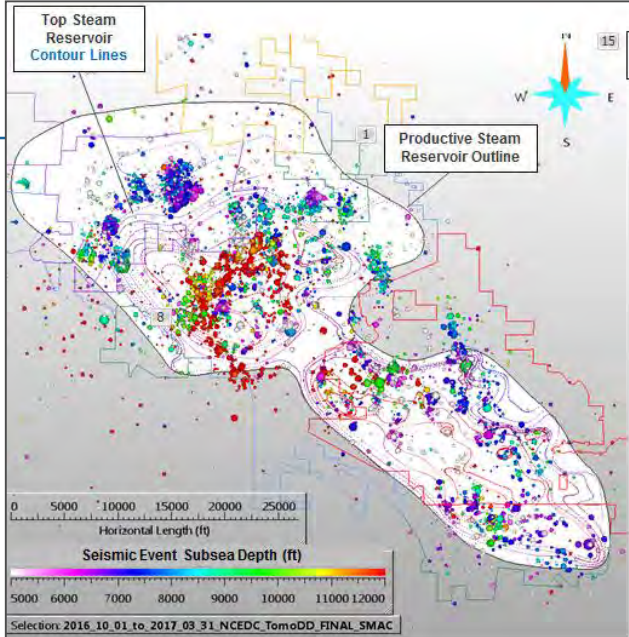 Top Steam
Reservoir
Contour Lines
N
W E
S
15
1
Productive Steam
Reservoir Outline
8
0 5000 10000 15000 20000 25000
Horizontal Length (ft)
Seismic Event Subsea Depth (ft)
5000 6000 7000 8000 9000 10000 11000 12000
Selection: 2016_10_01_to_2017_03_31_NCEDC_TomoDD_FINAL_SMAC